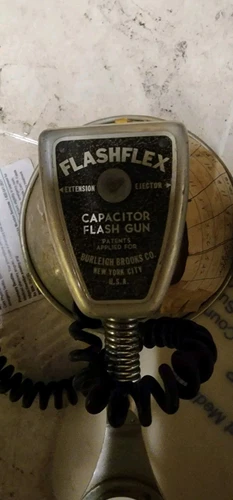 FLASHFLEX
EXTENSION EJECTOR
CAPACITOR
FLASH GUN
PATENTS
APPLIED FOR
BURLEIGH BROOKS CO.
NEW YORK CITY
U.S.A.